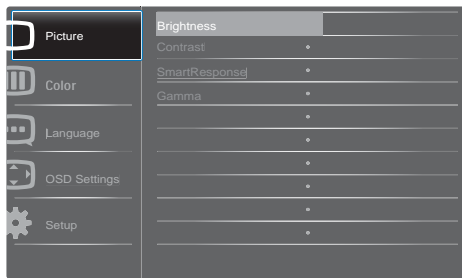 Picture
Color
Language
OSD Settings
Setup
Brightness
Contrast
SmartResponse
Gamma